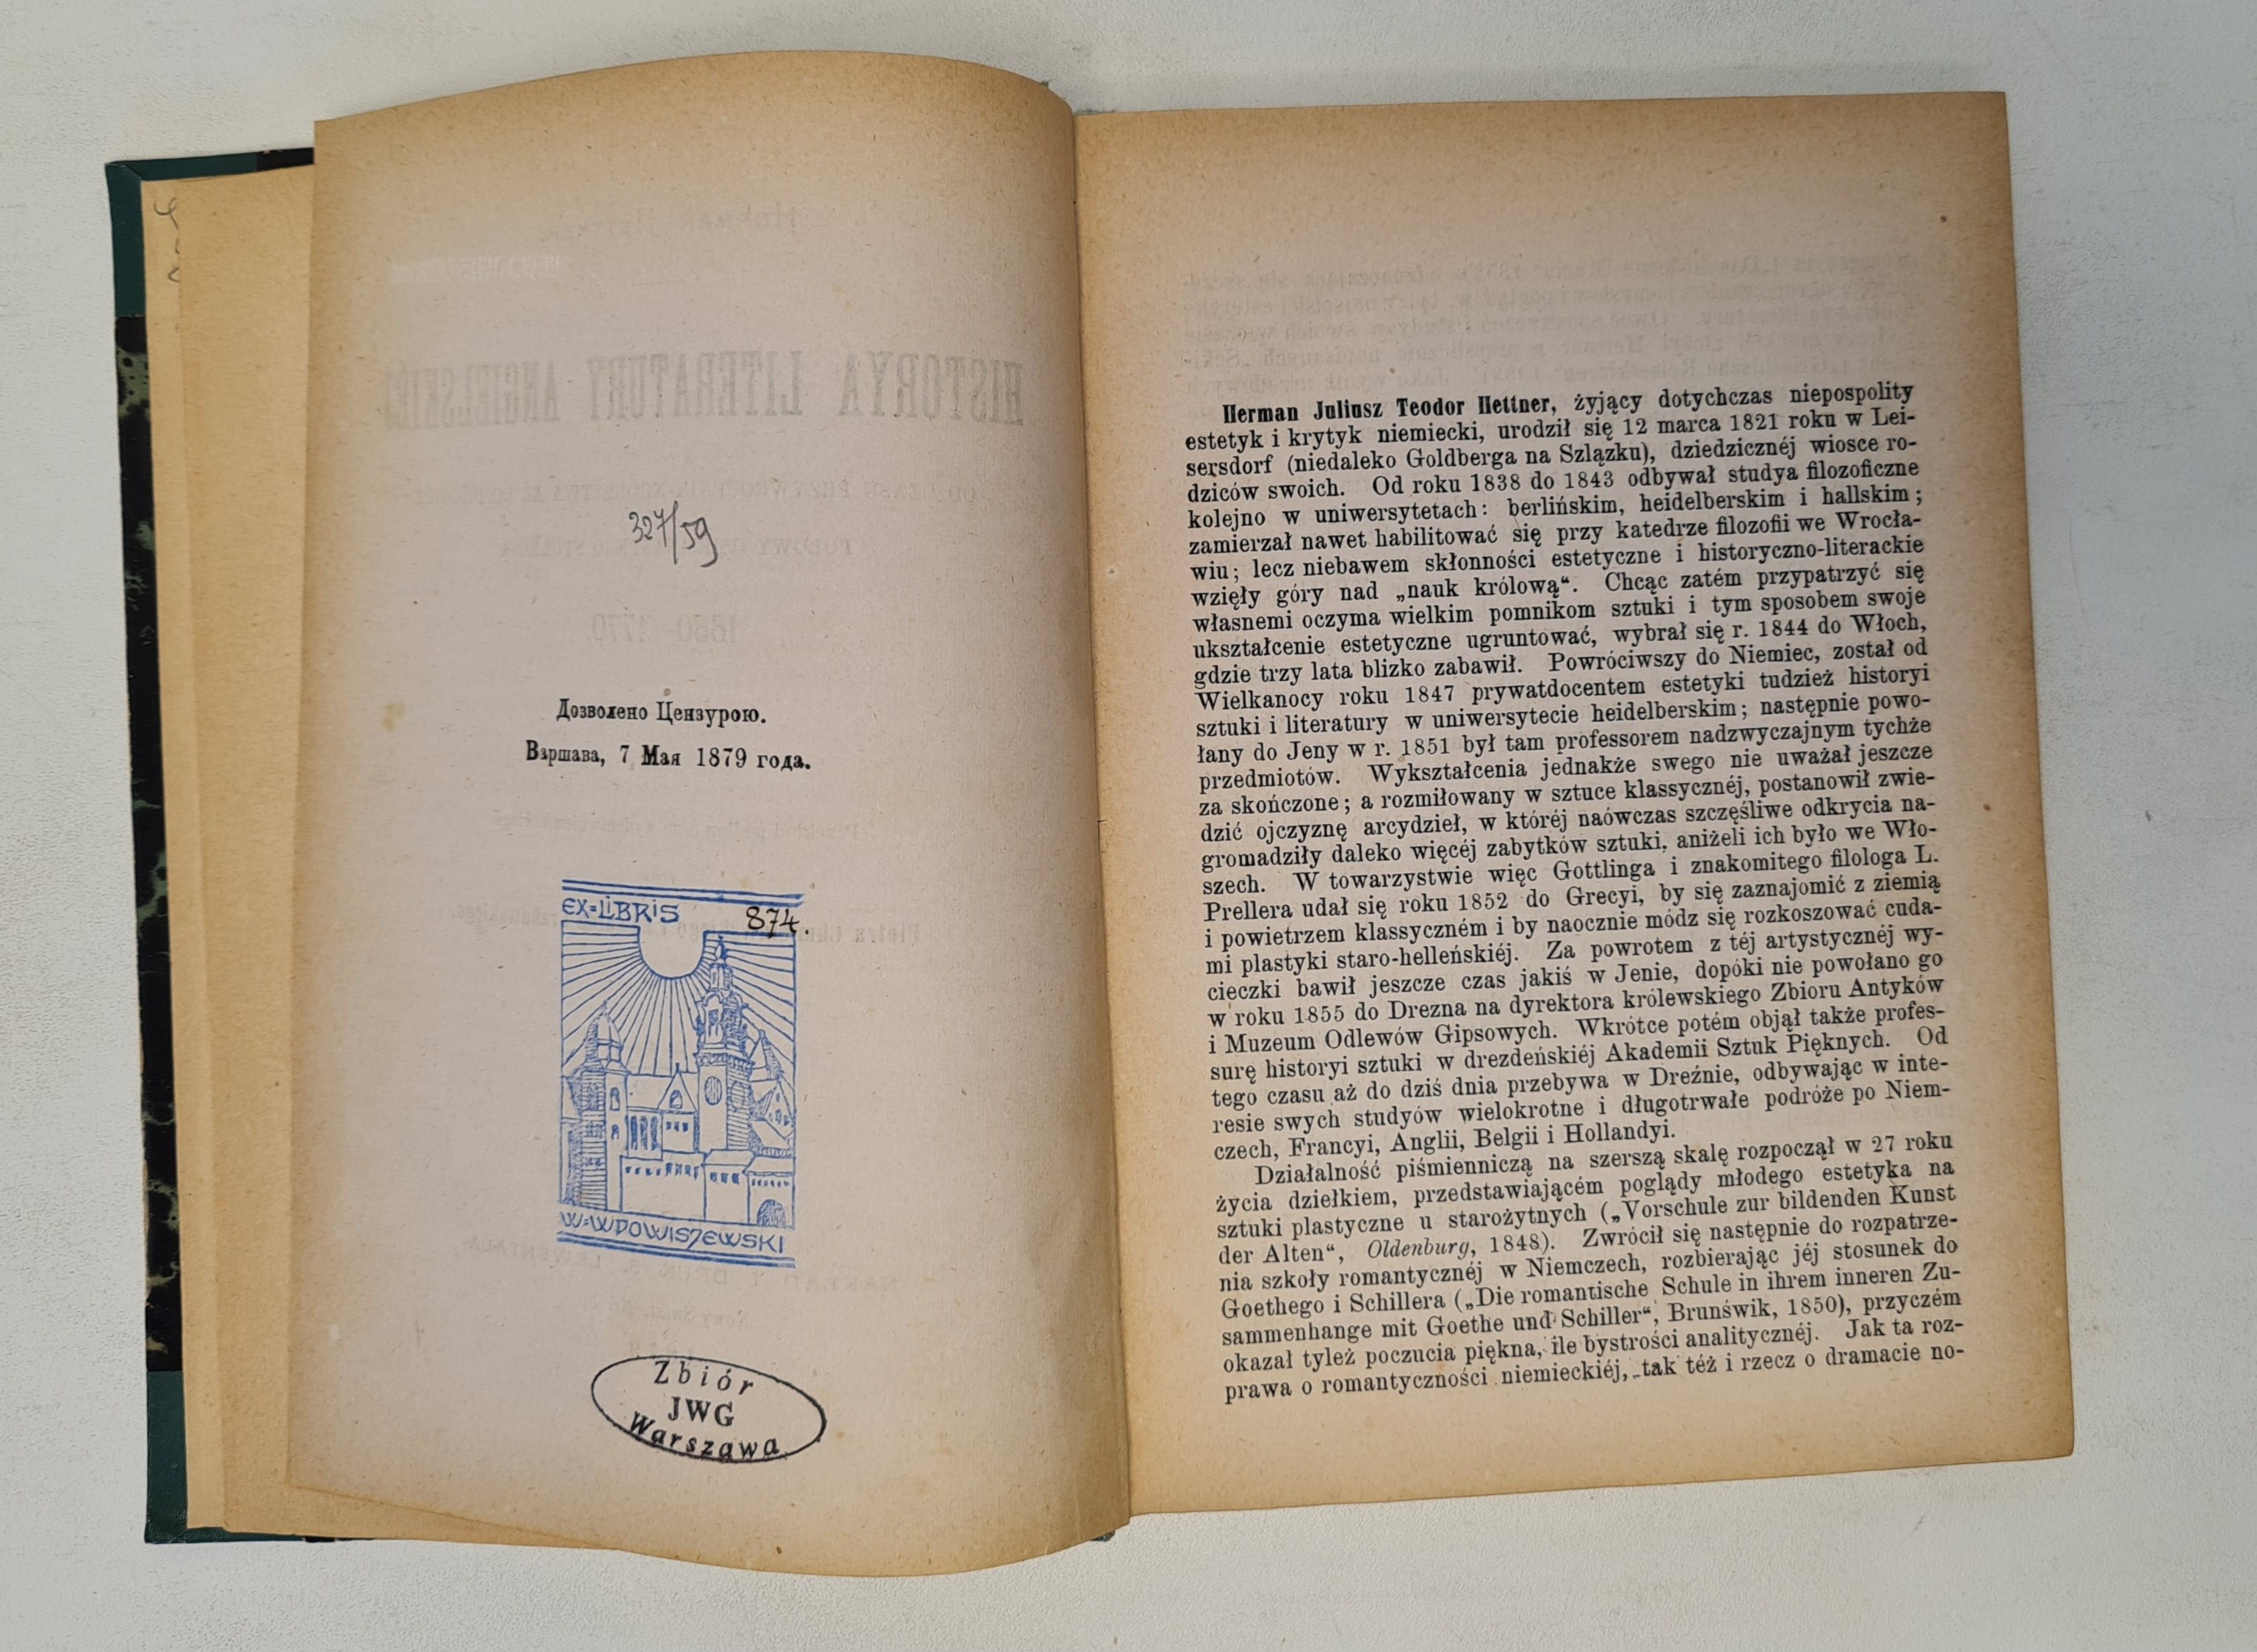 327/59
Дозволено Цензурою.
Варшава, 7 Мая 1879 года.
EX=LIBRIS
874.
W=WDOWISZEWSKI
Zbiór
JWG
Warszawa
Herman Juliusz Teodor Hettner, żyjący dotychczas niepospolity
estetyk i krytyk niemiecki, urodził się 12 marca 1821 roku w Lei-
sersdorf (niedaleko Goldberga na Szlązku), dziedzicznéj wiosce ro-
dziców swoich. Od roku 1838 do 1843 odbywał studya filozoficzne
kolejno w uniwersytetach: berlińskim, heidelberskim i hallskim;
zamierzał nawet habilitować się przy katedrze filozofii we Wrocła-
wiu; lecz niebawem skłonności estetyczne i historyczno-literackie
wzięły góry nad „nauk królową“. Chcąc zatém przypatrzyć się
własnemi oczyma wielkim pomnikom sztuki i tym sposobem swoje
ukształcenie estetyczne ugruntować, wybrał się r. 1844 do Włoch,
gdzie trzy lata blizko zabawił. Powróciwszy do Niemiec, został od
Wielkanocy roku 1847 prywatdocentem estetyki tudzież historyi
sztuki i literatury w uniwersytecie heidelberskim; następnie powo-
łany do Jeny w r. 1851 był tam professorem nadzwyczajnym tychże
przedmiotów. Wykształcenia jednakże swego nie uważał jeszcze
za skończone; a rozmiłowany w sztuce klassycznéj, postanowił zwie-
dzić ojczyznę arcydzieł, w któréj naówczas szczęśliwe odkrycia na-
gromadziły daleko więcéj zabytków sztuki, aniżeli ich było we Wło-
szech. W towarzystwie więc Gottlinga i znakomitego filologa L.
Prellera udał się roku 1852 do Grecyi, by się zaznajomić z ziemią
i powietrzem klassyczném i by naocznie módz się rozkoszować cuda-
mi plastyki staro-helleńskiéj. Za powrotem z téj artystycznéj wy-
cieczki bawił jeszcze czas jakiś w Jenie, dopóki nie powołano go
w roku 1855 do Drezna na dyrektora królewskiego Zbioru Antyków
i Muzeum Odlewów Gipsowych. Wkrótce potém objął także profes-
surę historyi sztuki w drezdeńskiéj Akademii Sztuk Pięknych. Od
tego czasu aż do dziś dnia przebywa w Dreźnie, odbywając w inte-
resie swych studyów wielokrotne i długotrwałe podróże po Niem-
czech, Francyi, Anglii, Belgii i Hollandyi.
Działalność piśmienniczą na szerszą skalę rozpoczął w 27 roku
życia dziełkiem, przedstawiającém poglądy młodego estetyka na
sztuki plastyczne u starożytnych („Vorschule zur bildenden Kunst
der Alten“, Oldenburg, 1848). Zwrócił się następnie do rozpatrze-
nia szkoły romantycznéj w Niemczech, rozbierając jéj stosunek do
Goethego i Schillera („Die romantische Schule in ihrem inneren Zu-
sammenhange mit Goethe und Schiller“, Brunświk, 1850), przyczém
okazał tyleż poczucia piękna, ile bystrości analitycznéj. Jak ta roz-
prawa o romantyczności niemieckiéj, tak téż i rzecz o dramacie no-